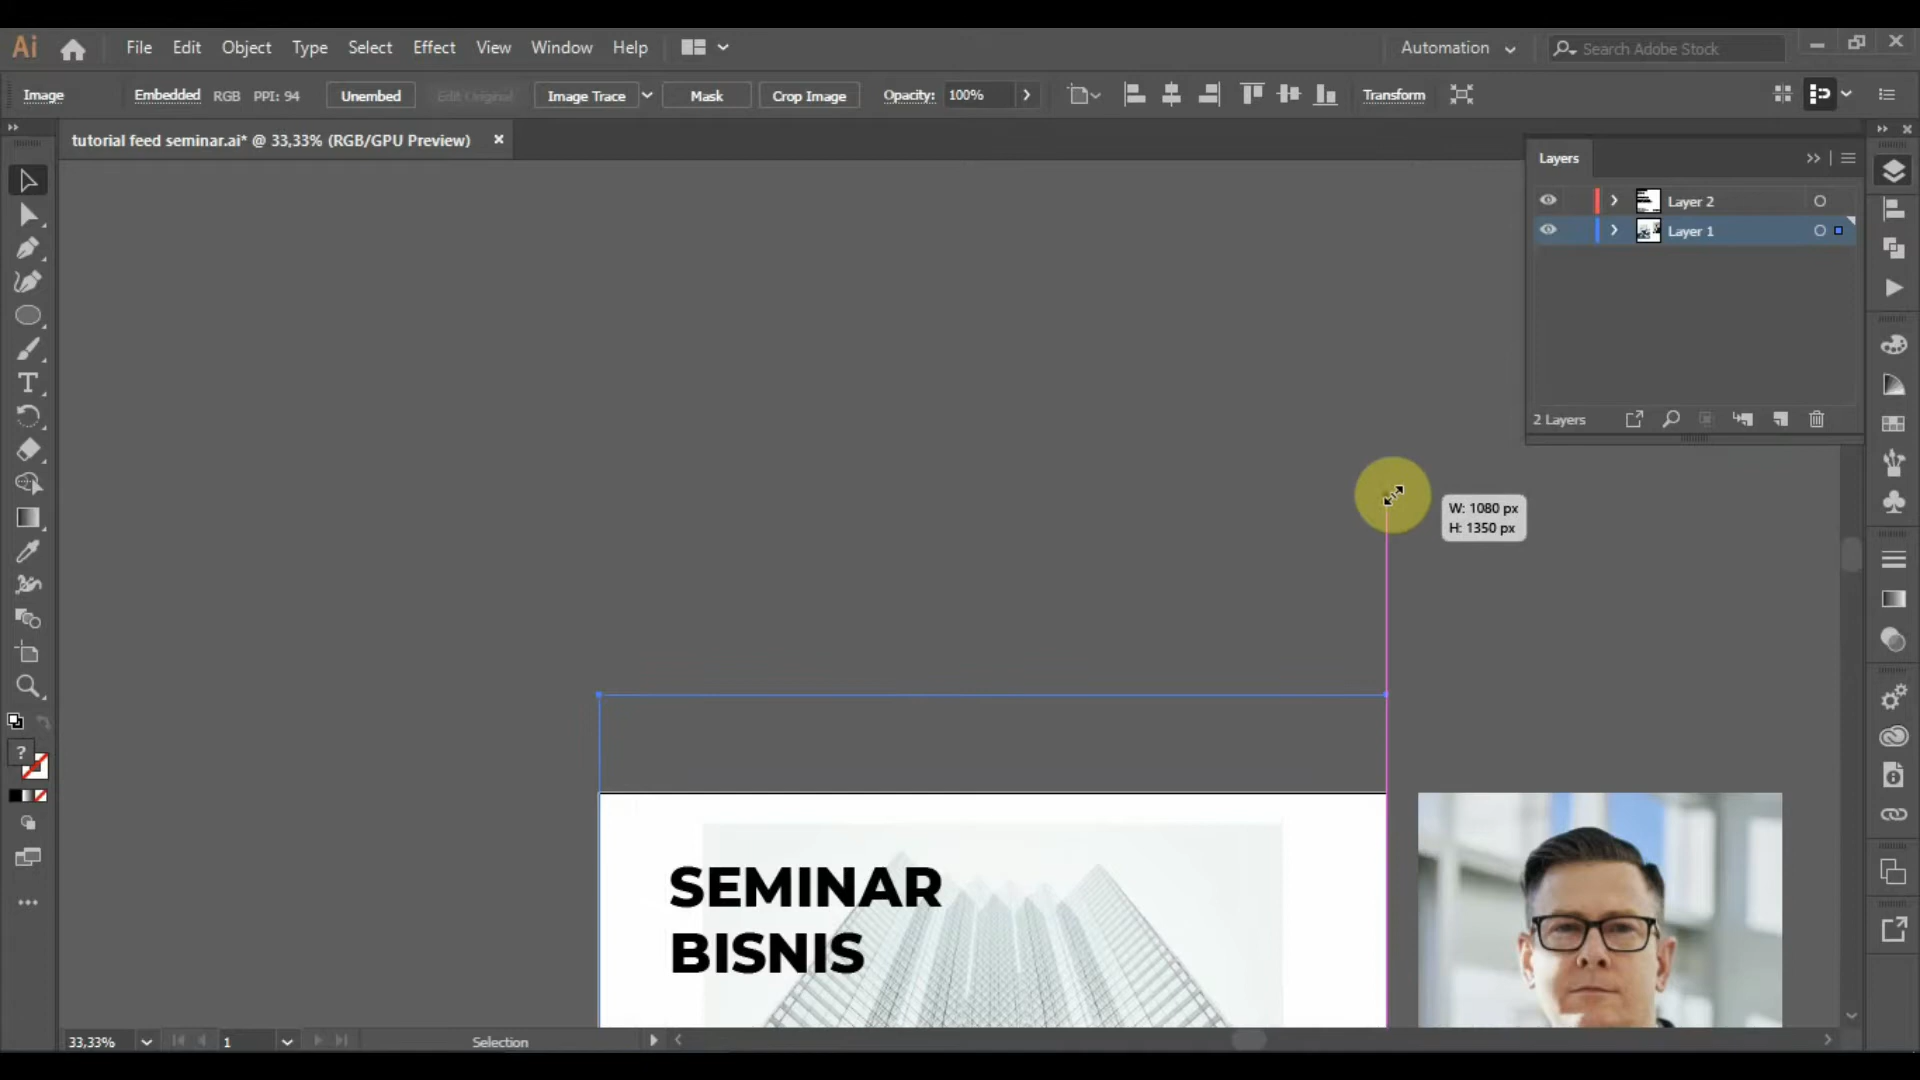 Ai File Edit Object Type Select Effect View Window Help Automation Search Adobe Stock
Image Embedded RGB PPI: 94 Unembed Edit Original Image Trace Mask Crop Image Opacity: 100% Transform
tutorial feed seminar.ai* @ 33,33% (RGB/GPU Preview)
Layers
Layer 2
Layer 1
2 Layers
W: 1080 px
H: 1350 px
T
?
SEMINAR
BISNIS
33,33% 1 Selection